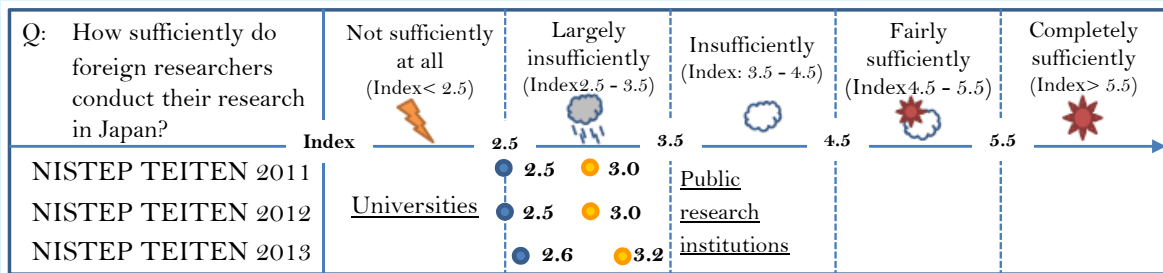 Q: How sufficiently do
foreign researchers
conduct their research
in Japan?
Not sufficiently
at all
(Index< 2.5)
Largely
insufficiently
(Index2.5 - 3.5)
Insufficiently
(Index: 3.5 - 4.5)
Fairly
sufficiently
(Index4.5 - 5.5)
Completely
sufficiently
(Index> 5.5)
Index 2.5 3.5 4.5 5.5
NISTEP TEITEN 2011
2.5 3.0
NISTEP TEITEN 2012
2.5 3.0
NISTEP TEITEN 2013
2.6 3.2
Universities
Public
research
institutions